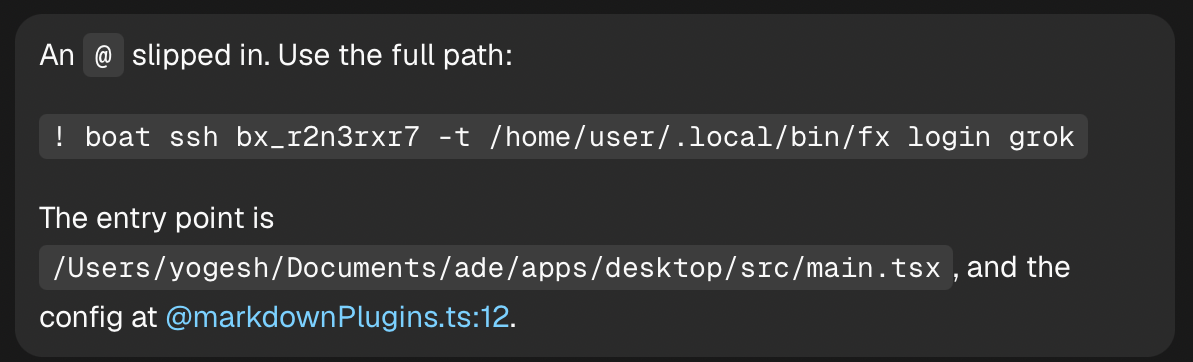 An @ slipped in. Use the full path:
! boat ssh bx_r2n3rxr7 -t /home/user/.local/bin/fx login grok
The entry point is
/Users/yogesh/Documents/ade/apps/desktop/src/main.tsx, and the
config at @markdownPlugins.ts:12.